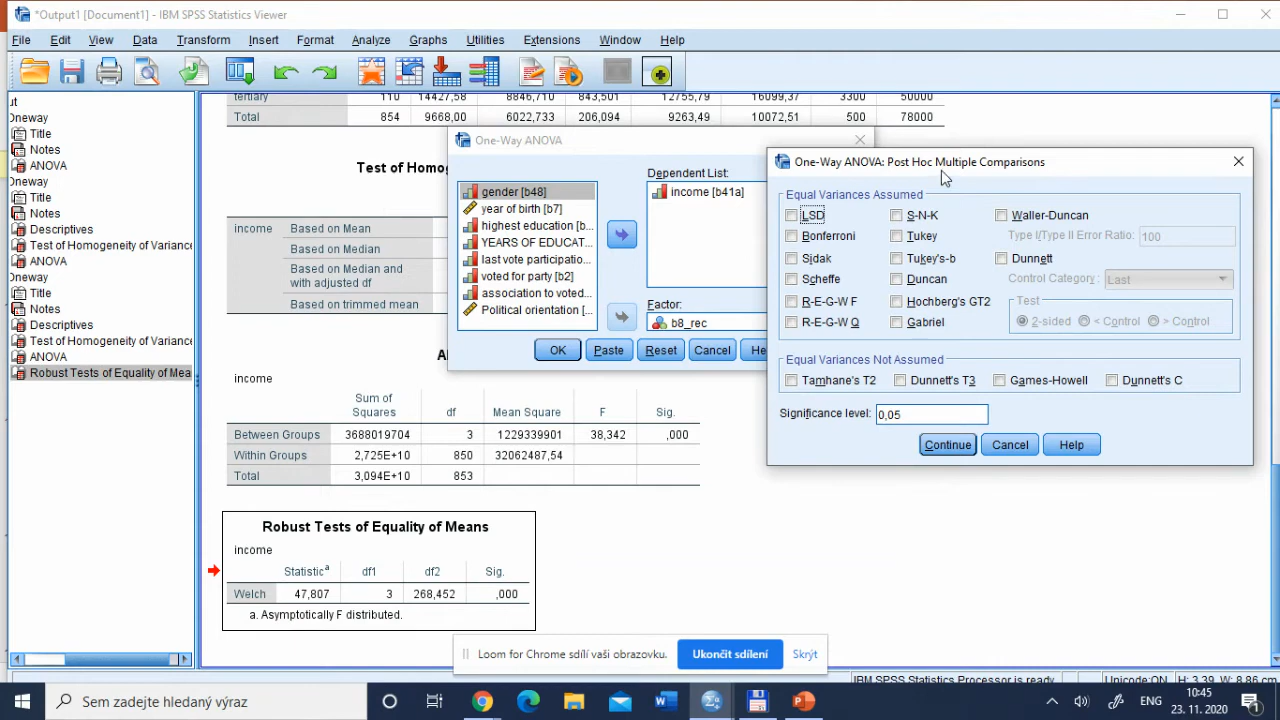 *Output1 [Document1] - IBM SPSS Statistics Viewer
File Edit View Data Transform Insert Format Analyze Graphs Utilities Extensions Window Help
ut
Oneway
Title
Notes
ANOVA
Oneway
Title
Notes
Descriptives
Test of Homogeneity of Variance
ANOVA
Oneway
Title
Notes
Descriptives
Test of Homogeneity of Variance
ANOVA
Robust Tests of Equality of Mea
tertiary 110 14427,58 8846,710 843,501 12755,79 16099,37 3300 50000
Total 854 9668,00 6022,733 206,094 9263,49 10072,51 500 78000
Test of Homog
income Based on Mean
Based on Median
Based on Median and
with adjusted df
Based on trimmed mean
A
income
Sum of
Squares df Mean Square F Sig.
Between Groups 3688019704 3 1229339901 38,342 ,000
Within Groups 2,725E+10 850 32062487,54
Total 3,094E+10 853
Robust Tests of Equality of Means
income
Statistic a df1 df2 Sig.
Welch 47,807 3 268,452 ,000
a. Asymptotically F distributed.
One-Way ANOVA
gender [b48]
year of birth [b7]
highest education [b...
YEARS OF EDUCAT...
last vote participatio...
voted for party [b2]
association to voted...
Political orientation [...
Dependent List:
income [b41a]
Factor:
b8_rec
OK Paste Reset Cancel He
One-Way ANOVA: Post Hoc Multiple Comparisons
Equal Variances Assumed
LSD S-N-K Waller-Duncan
Bonferroni Tukey Type I/Type II Error Ratio: 100
Sidak Tukey's-b Dunnett
Scheffe Duncan Control Category: Last
R-E-G-W F Hochberg's GT2 Test
R-E-G-W Q Gabriel 2-sided < Control > Control
Equal Variances Not Assumed
Tamhane's T2 Dunnett's T3 Games-Howell Dunnett's C
Significance level: 0,05
Continue Cancel Help
Loom for Chrome sdílí vaši obrazovku. Ukončit sdílení Skrýt
IBM SPSS Statistics Processor is ready Unicode:ON H: 3.39, W: 8.86 cm
Sem zadejte hledaný výraz
ENG
10:45
23. 11. 2020
1